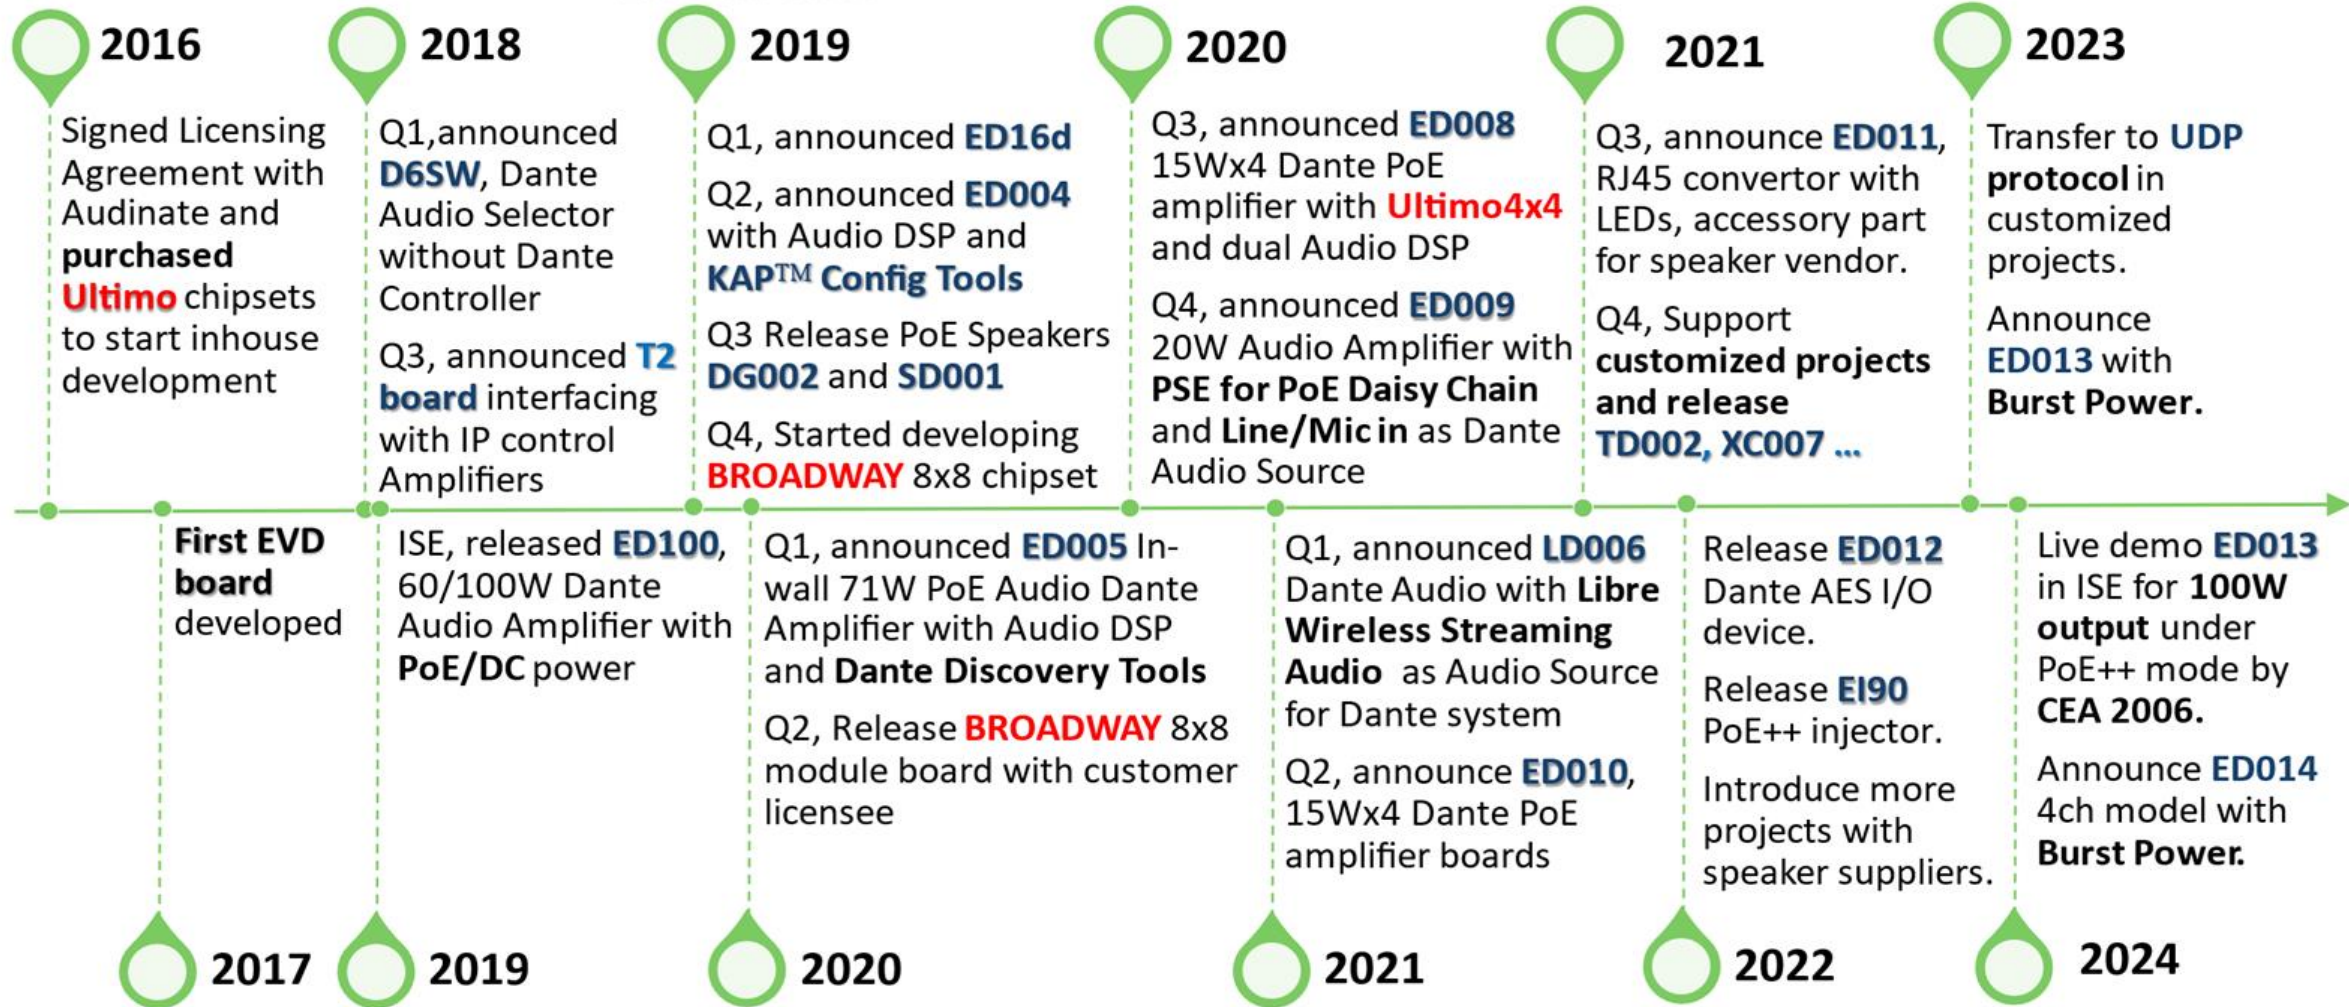 2016
Signed Licensing
Agreement with
Audinate and
purchased
Ultimo chipsets
to start inhouse
development
2018
Q1,announced
D6SW, Dante
Audio Selector
without Dante
Controller
Q3, announced T2
board interfacing
with IP control
Amplifiers
2019
Q1, announced ED16d
Q2, announced ED004
with Audio DSP and
KAP™ Config Tools
Q3 Release PoE Speakers
DG002 and SD001
Q4, Started developing
BROADWAY 8x8 chipset
2020
Q3, announced ED008
15Wx4 Dante PoE
amplifier with Ultimo4x4
and dual Audio DSP
Q4, announced ED009
20W Audio Amplifier with
PSE for PoE Daisy Chain
and Line/Mic in as Dante
Audio Source
2021
Q3, announce ED011,
RJ45 convertor with
LEDs, accessory part
for speaker vendor.
Q4, Support
customized projects
and release
TD002, XC007 ...
2023
Transfer to UDP
protocol in
customized
projects.
Announce
ED013 with
Burst Power.
First EVD
board
developed
2017
ISE, released ED100,
60/100W Dante
Audio Amplifier with
PoE/DC power
2019
Q1, announced ED005 In-
wall 71W PoE Audio Dante
Amplifier with Audio DSP
and Dante Discovery Tools
Q2, Release BROADWAY 8x8
module board with customer
licensee
2020
Q1, announced LD006
Dante Audio with Libre
Wireless Streaming
Audio as Audio Source
for Dante system
Q2, announce ED010,
15Wx4 Dante PoE
amplifier boards
2021
Release ED012
Dante AES I/O
device.
Release EI90
PoE++ injector.
Introduce more
projects with
speaker suppliers.
2022
Live demo ED013
in ISE for 100W
output under
PoE++ mode by
CEA 2006.
Announce ED014
4ch model with
Burst Power.
2024